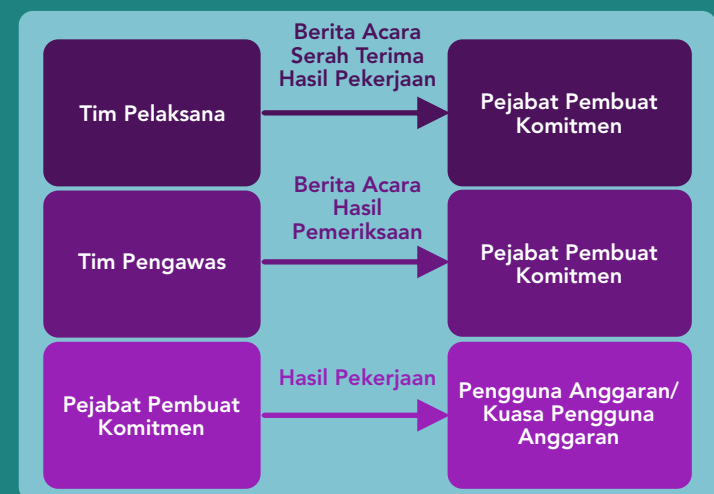 Tim Pelaksana
Berita Acara
Serah Terima
Hasil Pekerjaan
Pejabat Pembuat
Komitmen
Tim Pengawas
Berita Acara
Hasil
Pemeriksaan
Pejabat Pembuat
Komitmen
Pejabat Pembuat
Komitmen
Hasil Pekerjaan
Pengguna Anggaran/
Kuasa Pengguna
Anggaran